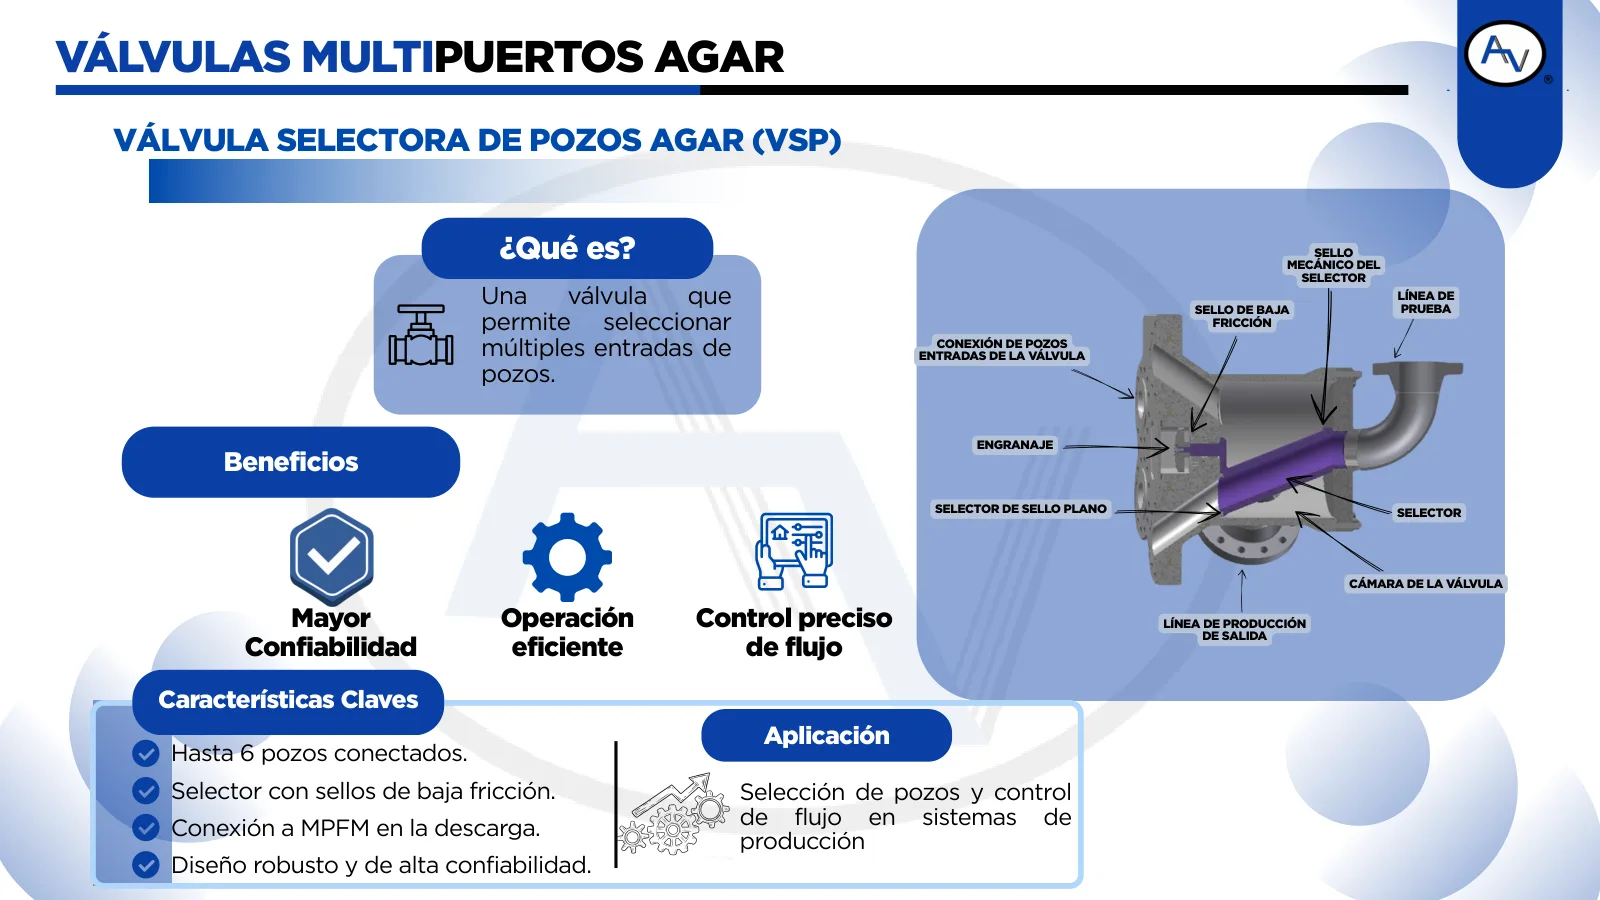 VÁLVULAS MULTIPUERTOS AGAR
AV
®
VÁLVULA SELECTORA DE POZOS AGAR (VSP)
¿Qué es?
Una válvula que
permite seleccionar
múltiples entradas de
pozos.
Beneficios
Mayor
Confiabilidad
Operación
eficiente
Control preciso
de flujo
SELLO
MECÁNICO DEL
SELECTOR
LÍNEA DE
PRUEBA
SELLO DE BAJA
FRICCIÓN
CONEXIÓN DE POZOS
ENTRADAS DE LA VÁLVULA
ENGRANAJE
SELECTOR DE SELLO PLANO
SELECTOR
CÁMARA DE LA VÁLVULA
LÍNEA DE PRODUCCIÓN
DE SALIDA
Características Claves
Hasta 6 pozos conectados.
Selector con sellos de baja fricción.
Conexión a MPFM en la descarga.
Diseño robusto y de alta confiabilidad.
Aplicación
Selección de pozos y control
de flujo en sistemas de
producción